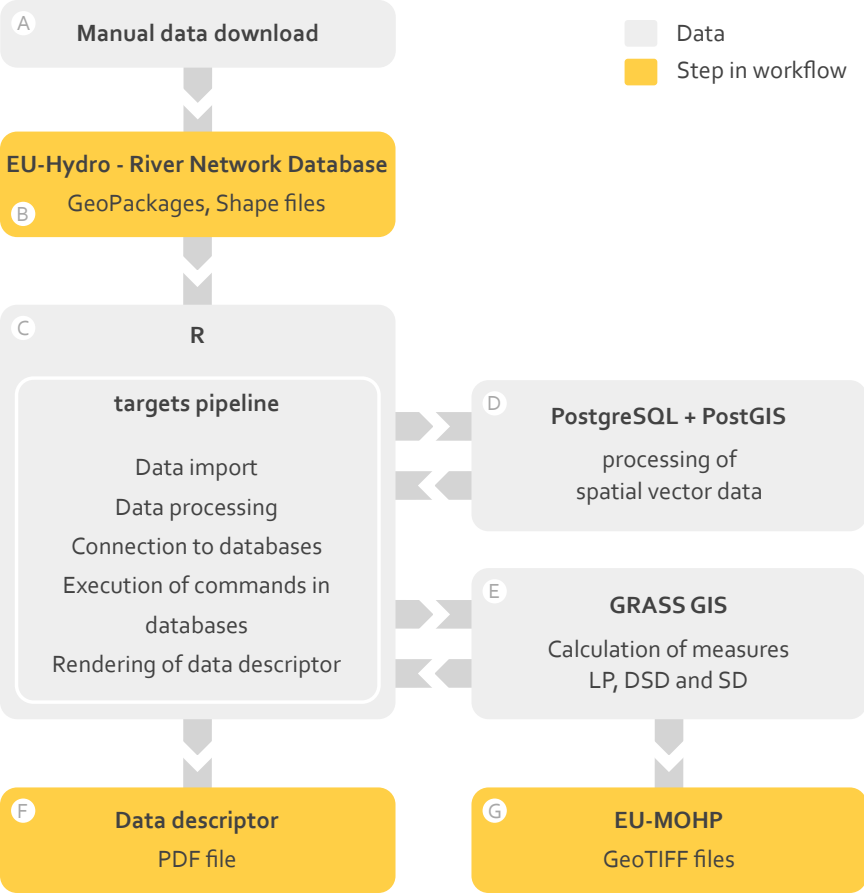 A
Manual data download
Data
Step in workflow
EU-Hydro - River Network Database
GeoPackages, Shape files
B
C
R
targets pipeline
Data import
Data processing
Connection to databases
Execution of commands in
databases
Rendering of data descriptor
D
PostgreSQL + PostGIS
processing of
spatial vector data
E
GRASS GIS
Calculation of measures
LP, DSD and SD
F
Data descriptor
PDF file
G
EU-MOHP
GeoTIFF files